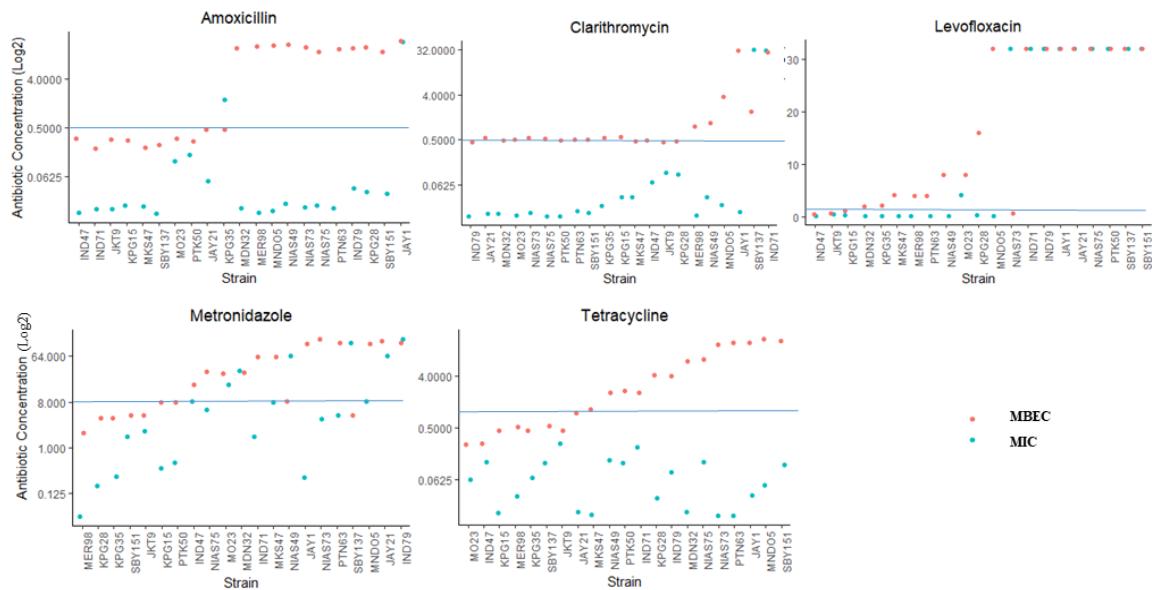 Amoxicillin
Antibiotic Concentration (Log2)
4.0000
0.5000
0.0625
IND47
IND71
JKT9
KPG15
MKS47
SBY137
MO23
PTK50
JAY21
KPG35
MDN32
MER98
MNDO5
NIAS49
NIAS73
NIAS75
PTN63
IND79
KPG28
SBY151
JAY1
Strain
Clarithromycin
32.0000
4.0000
0.5000
0.0625
IND79
JAY21
MDN32
MO23
NIAS73
NIAS75
PTK50
PTN63
SBY151
KPG35
KPG15
MKS47
IND47
JKT9
KPG28
MER98
NIAS49
MNDO5
JAY1
SBY137
IND71
Strain
Levofloxacin
30
20
10
0
IND47
JKT9
KPG15
MDN32
KPG35
MKS47
MER98
PTN63
NIAS49
MO23
KPG28
MNDO5
NIAS73
IND71
IND79
JAY1
JAY21
NIAS75
PTK50
SBY137
SBY151
Strain
Metronidazole
Antibiotic Concentration (Log2)
64.000
8.000
1.000
0.125
MER98
KPG28
KPG35
SBY151
JKT9
KPG15
PTK50
IND47
NIAS75
MO23
MDN32
IND71
MKS47
NIAS49
JAY1
NIAS73
PTN63
SBY137
MNDO5
JAY21
IND79
Strain
Tetracycline
4.0000
0.5000
0.0625
MO23
IND47
KPG15
MER98
KPG35
SBY137
JKT9
JAY21
MKS47
NIAS49
PTK50
IND71
KPG28
IND79
MDN32
NIAS75
NIAS73
PTN63
JAY1
MNDO5
SBY151
Strain
MBEC
MIC